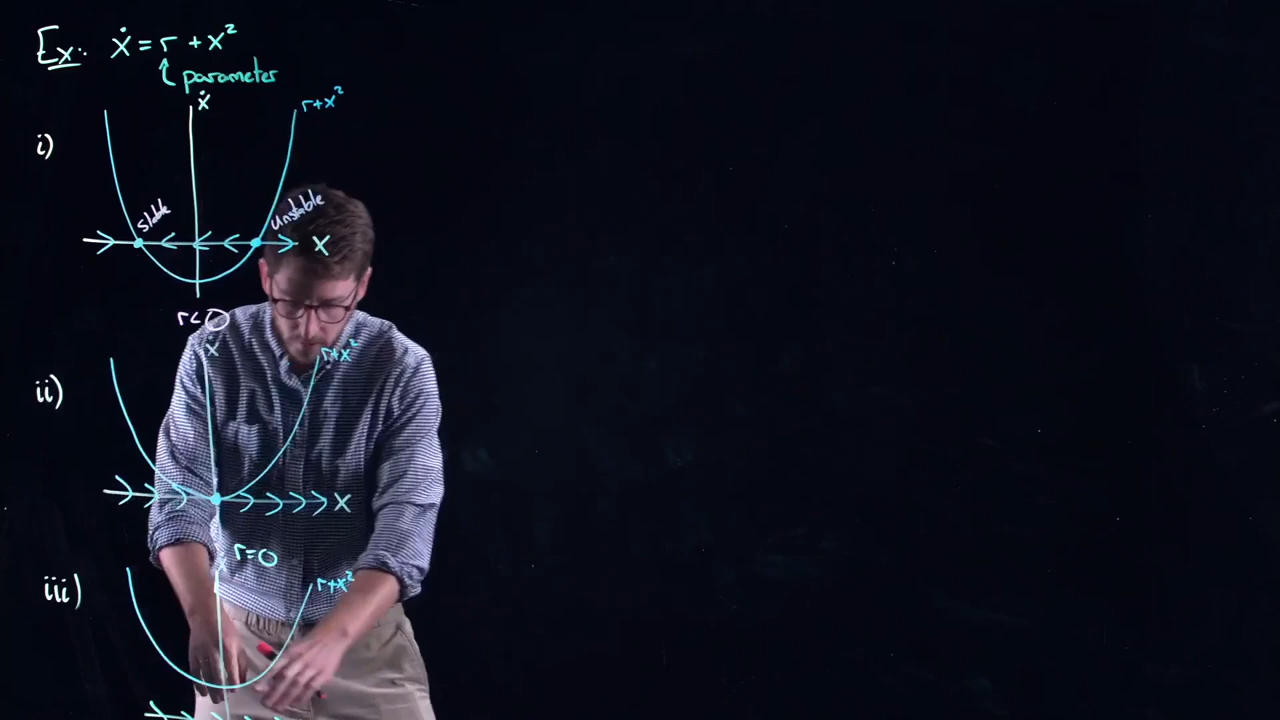 Ex: ẋ = r + x²
parameter
ẋ
r+x²
i)
Stable
Unstable
X
r<0
ẋ
r+x²
ii)
X
r=0
iii)
r+x²